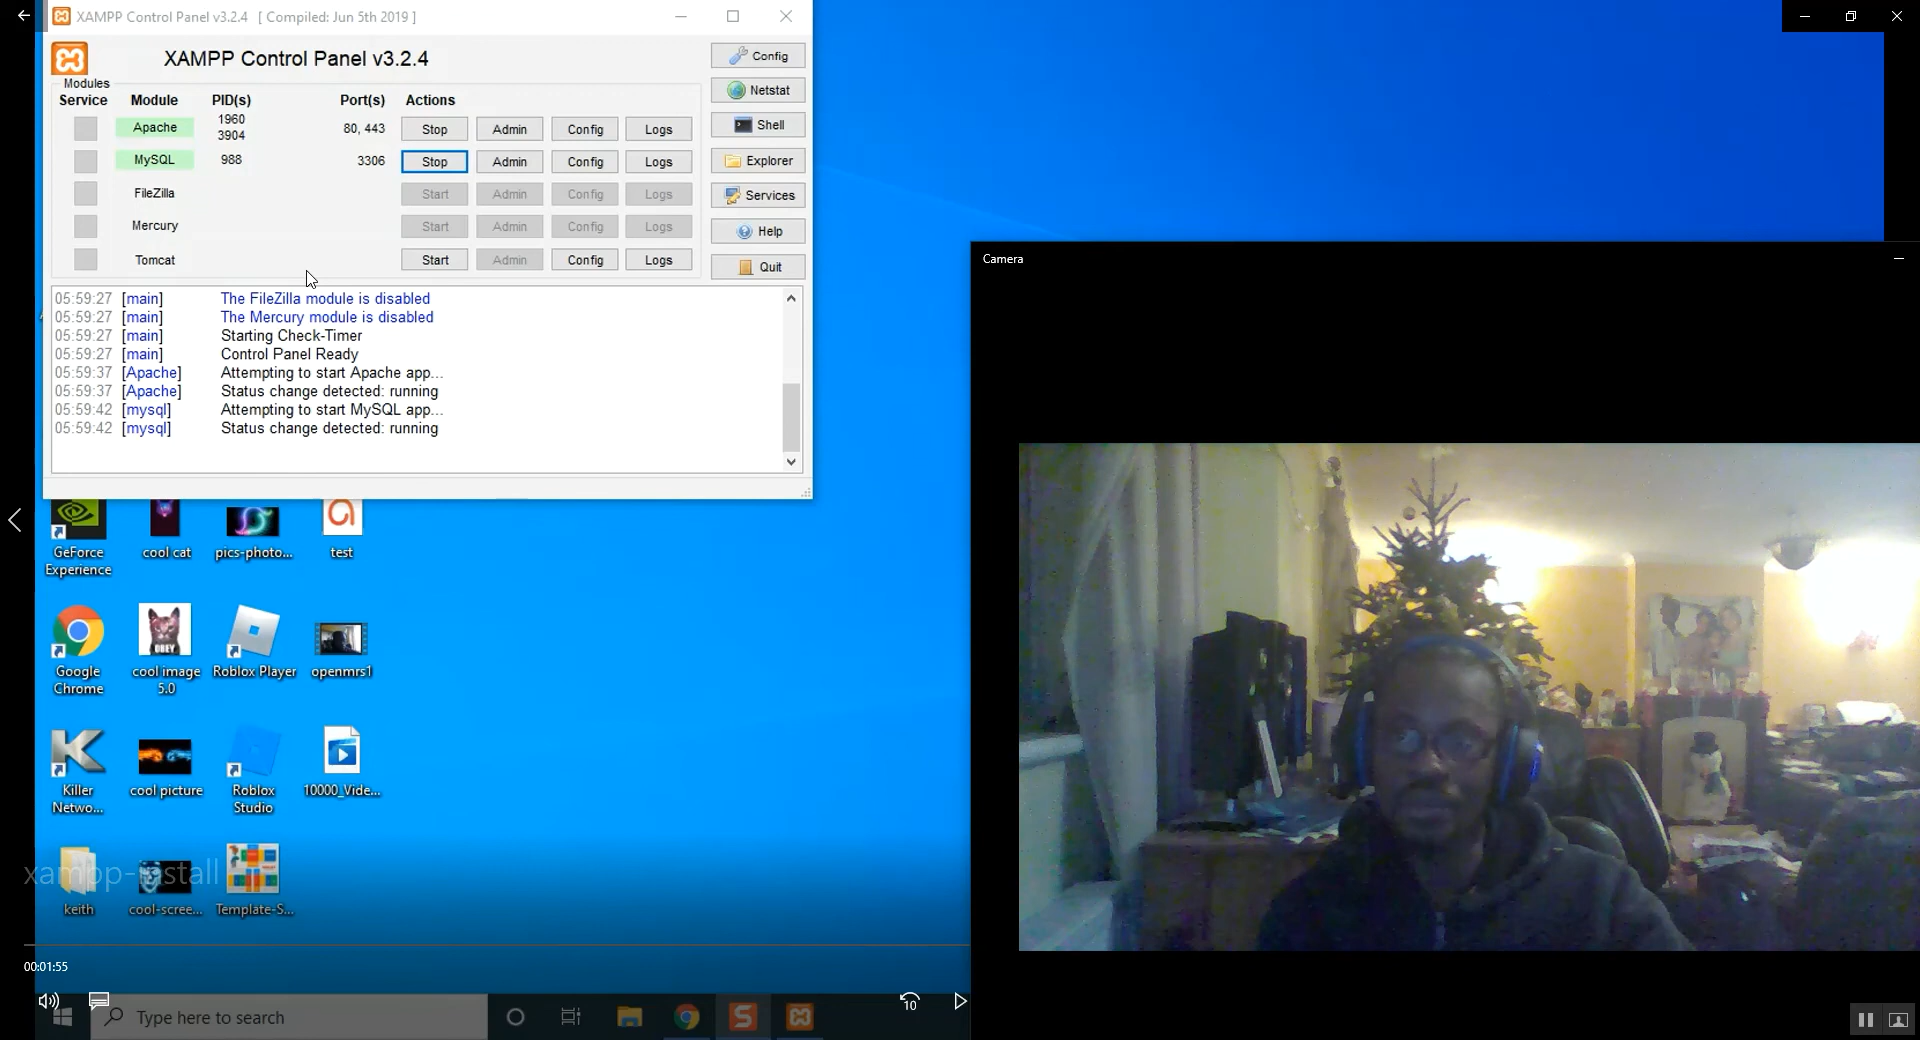 XAMPP Control Panel v3.2.4 [ Compiled: Jun 5th 2019 ]
XAMPP Control Panel v3.2.4
Config
Modules
Service Module PID(s) Port(s) Actions
Netstat
Apache 1960 3904 80, 443 Stop Admin Config Logs
Shell
MySQL 988 3306 Stop Admin Config Logs
Explorer
FileZilla Start Admin Config Logs
Services
Mercury Start Admin Config Logs
Help
Tomcat Start Admin Config Logs
Quit
05:59:27 [main] The FileZilla module is disabled
05:59:27 [main] The Mercury module is disabled
05:59:27 [main] Starting Check-Timer
05:59:27 [main] Control Panel Ready
05:59:37 [Apache] Attempting to start Apache app...
05:59:37 [Apache] Status change detected: running
05:59:42 [mysql] Attempting to start MySQL app...
05:59:42 [mysql] Status change detected: running
Camera
GeForce Experience
cool cat
pics-photo...
test
Google Chrome
OBEY
cool image 5.0
Roblox Player
openmrs1
Killer Netwo...
cool picture
Roblox Studio
10000_Vide...
xampp-install
keith
cool-scree...
Template-S...
00:01:55
10
Type here to search